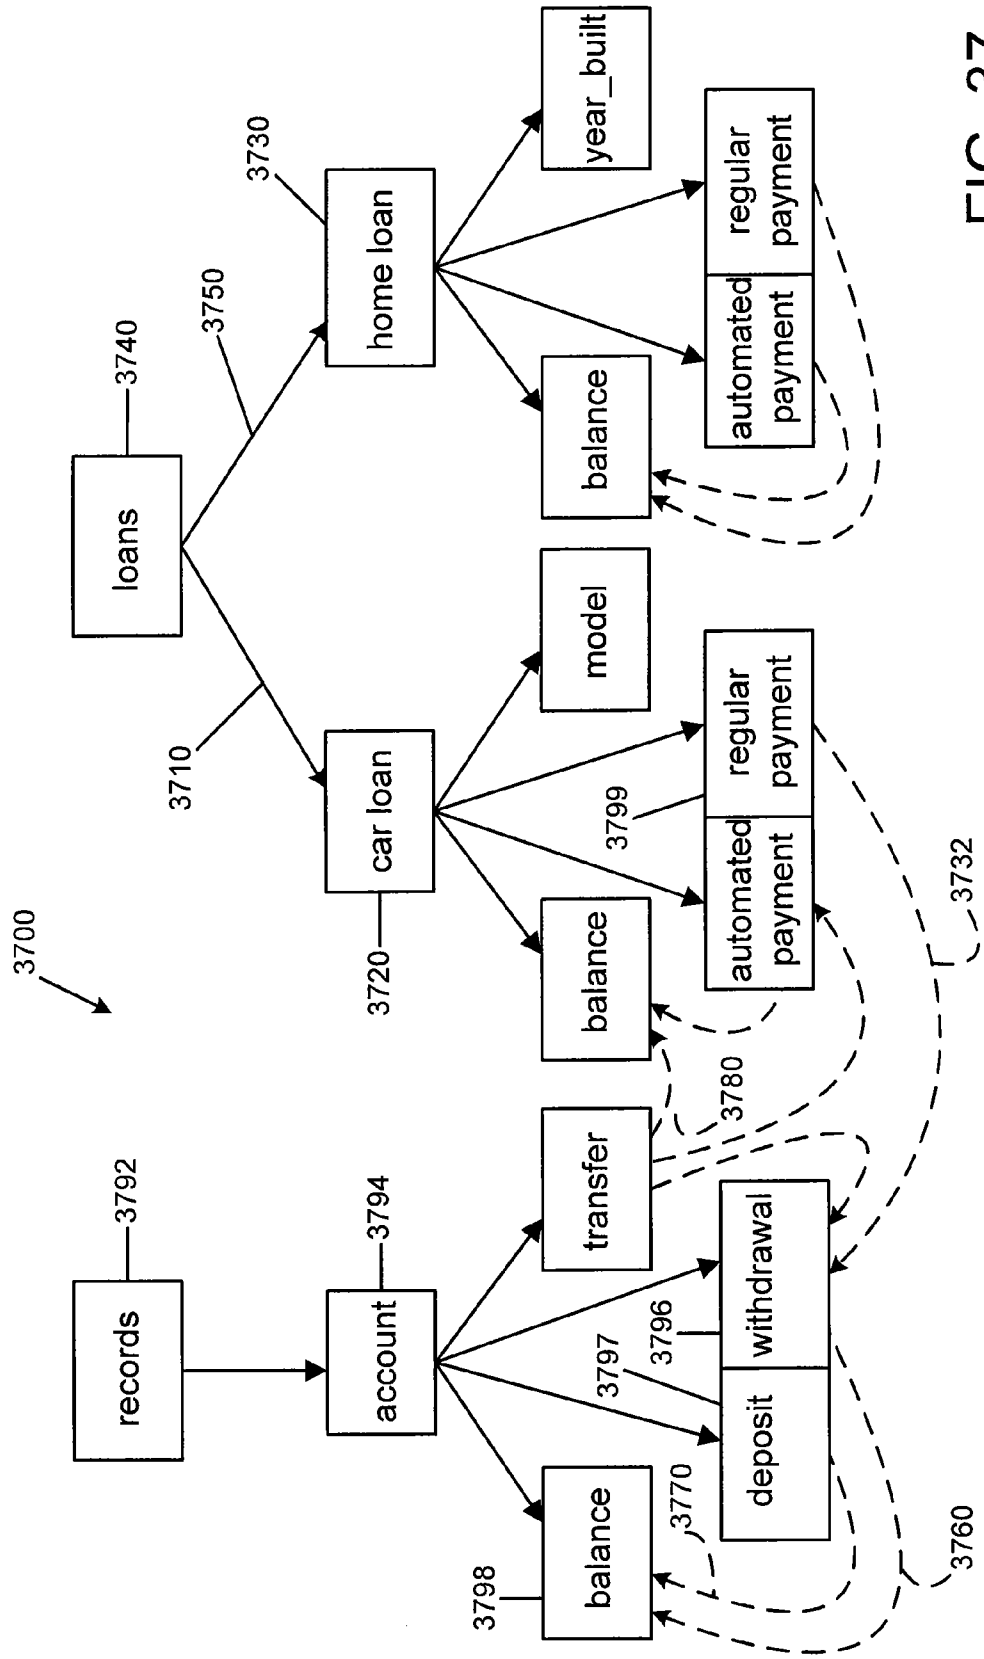 3700
records
3792
account
3794
balance
3798
deposit
3797
withdrawal
3796
transfer
3770
3760
3780
loans
3740
3710
3750
car loan
3720
balance
automated
payment
regular
payment
3799
model
3732
home loan
3730
balance
automated
payment
regular
payment
year_built
FIG. 37